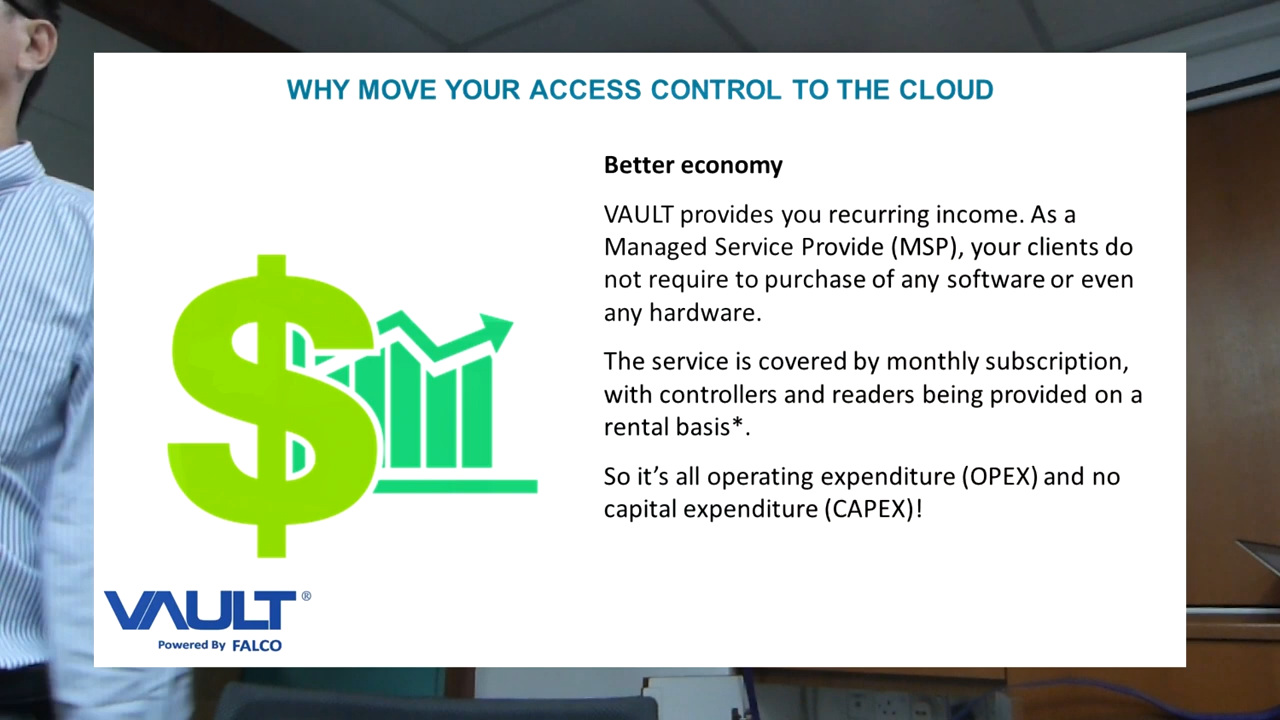 WHY MOVE YOUR ACCESS CONTROL TO THE CLOUD
Better economy
VAULT provides you recurring income. As a
Managed Service Provide (MSP), your clients do
not require to purchase of any software or even
any hardware.
The service is covered by monthly subscription,
with controllers and readers being provided on a
rental basis*.
So it's all operating expenditure (OPEX) and no
capital expenditure (CAPEX)!
VAULT®
Powered By FALCO